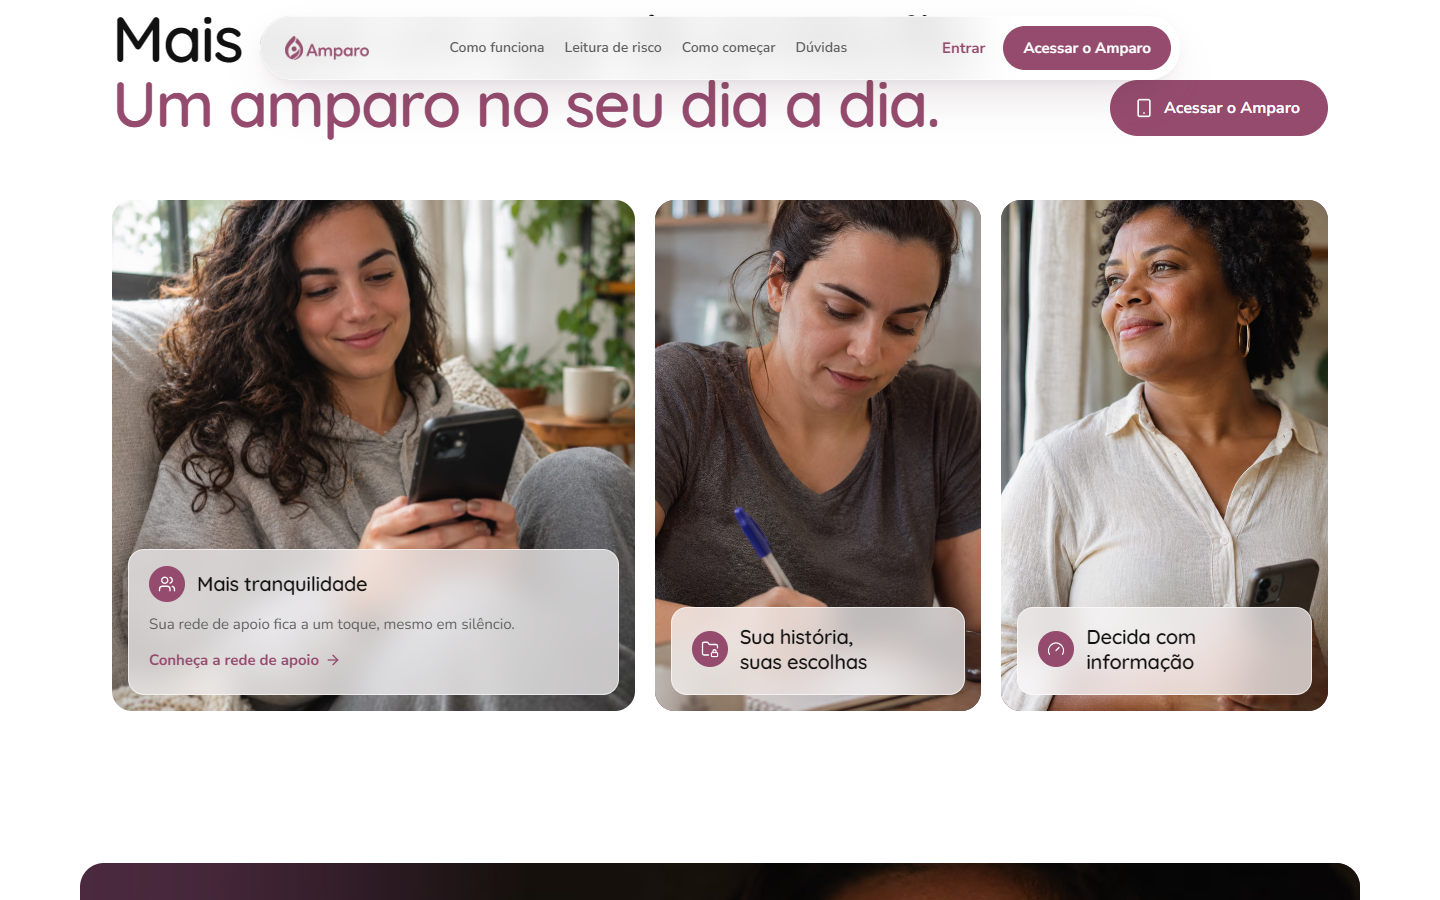 Mais
Amparo
Como funciona
Leitura de risco
Como começar
Dúvidas
Entrar
Acessar o Amparo
Um amparo no seu dia a dia.
Acessar o Amparo
Mais tranquilidade
Sua rede de apoio fica a um toque, mesmo em silêncio.
Conheça a rede de apoio
Sua história,
suas escolhas
Decida com
informação